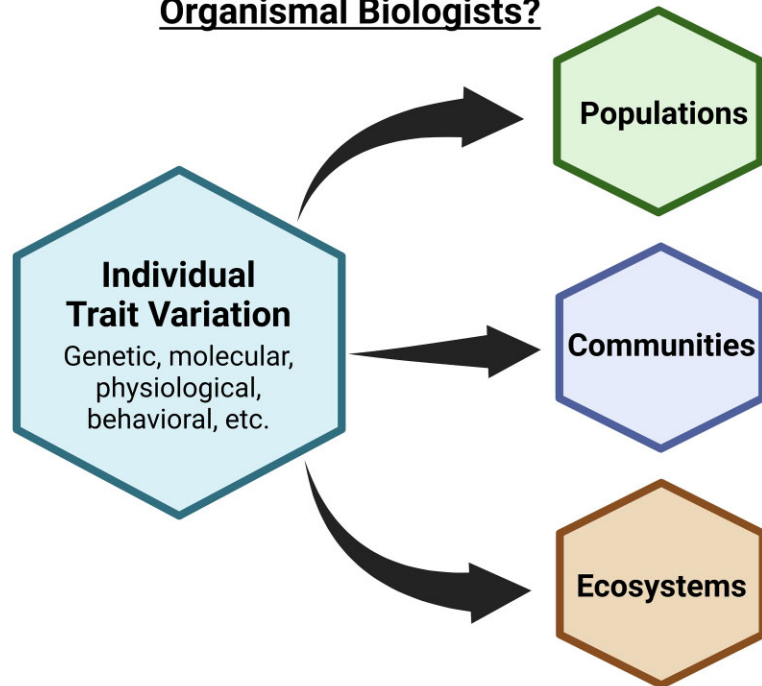 Organismal Biologists?
Populations
Individual
Trait Variation
Genetic, molecular,
physiological,
behavioral, etc.
Communities
Ecosystems